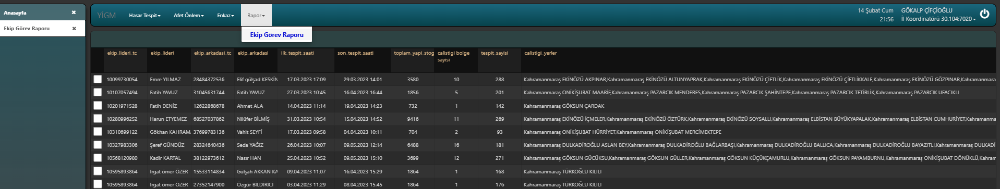 Anasayfa ✖
Ekip Görev Raporu ✖
YİGM Hasar Tespit Afet Önlem Enkaz Rapor
Ekip Görev Raporu
14 Şubat Cum
21:56
GÖKALP ÇİFÇİOĞLU
İl Koordinatörü 30.104:7020
ekip_lideri_tc ekip_lideri ekip_arkadasi_tc ekip_arkadasi ilk_tespit_saati son_tespit_saati toplam_yapi_stog calistigi bolge sayisi tespit_sayisi calistigi_yerler
10099730054 Emre YILMAZ 28484372536 Elif gülşad KESKİN 17.03.2023 17:09 29.03.2023 14:01 3580 10 288 Kahramanmaraş EKİNÖZÜ AKPINAR,Kahramanmaraş EKİNÖZÜ ALTUNYAPRAK,Kahramanmaraş EKİNÖZÜ ÇİFTLİK,Kahramanmaraş EKİNÖZÜ ÇİFTLİKKALE,Kahramanmaraş EKİNÖZÜ GÖZPINAR,Kahramanmara
10107057494 Fatih YAVUZ 31045631744 Fatih YAVUZ 27.03.2023 10:45 16.04.2023 16:44 1856 5 201 Kahramanmaraş ONİKİŞUBAT MAARİF,Kahramanmaraş PAZARCIK MENDERES,Kahramanmaraş PAZARCIK ŞAHİNTEPE,Kahramanmaraş PAZARCIK TETİRLİK,Kahramanmaraş PAZARCIK UFACIKLI
10201971528 Fatih DENİZ 12622868678 Ahmet ALA 14.04.2023 11:14 19.04.2023 14:23 732 1 142 Kahramanmaraş GÖKSUN ÇARDAK
10280996252 Harun ETYEMEZ 68527037862 Nilüfer BİLMİŞ 31.03.2023 10:54 15.04.2023 14:52 9416 11 269 Kahramanmaraş EKİNÖZÜ İÇMELER,Kahramanmaraş EKİNÖZÜ ÖZTÜRK,Kahramanmaraş EKİNÖZÜ SOYSALLI,Kahramanmaraş ELBİSTAN BÜYÜKYAPALAK,Kahramanmaraş ELBİSTAN CUMHURİYET,Kahramanmaraş
10310699122 Gökhan KAHRAM 37699783136 Vahit SEYFİ 17.03.2023 09:58 04.04.2023 10:11 704 2 93 Kahramanmaraş ONİKİŞUBAT HÜRRİYET,Kahramanmaraş ONİKİŞUBAT MERCİMEKTEPE
10327983306 Şeref GÜNDÜZ 28324640436 Seda YAĞIZ 26.04.2023 10:07 09.05.2023 12:14 6488 16 181 Kahramanmaraş DULKADİROĞLU ASLAN BEY,Kahramanmaraş DULKADİROĞLU BAĞLARBAŞI,Kahramanmaraş DULKADİROĞLU BALLICA,Kahramanmaraş DULKADİROĞLU BAYAZITLI,Kahramanmaraş DULKADİ
10568120980 Kadir KARTAL 38122973612 Nasır HAN 25.04.2023 10:52 09.05.2023 15:10 3699 12 271 Kahramanmaraş GÖKSUN GÜCÜKSU,Kahramanmaraş GÖKSUN GÜLLER,Kahramanmaraş GÖKSUN KÜÇÜKÇAMURLU,Kahramanmaraş GÖKSUN PAYAMBURNU,Kahramanmaraş ONİKİŞUBAT DÖNÜKLÜ,Kahram
10595893864 Irgat ömer ÖZER 15533114834 Gülşah AKKAN KA 09.04.2023 11:07 16.04.2023 15:29 1864 1 168 Kahramanmaraş TÜRKOĞLU KILILI
10595893864 Irgat ömer ÖZER 27352147900 Özgür BİLDİRİCİ 03.04.2023 11:29 08.04.2023 15:45 1864 1 176 Kahramanmaraş TÜRKOĞLU KILILI